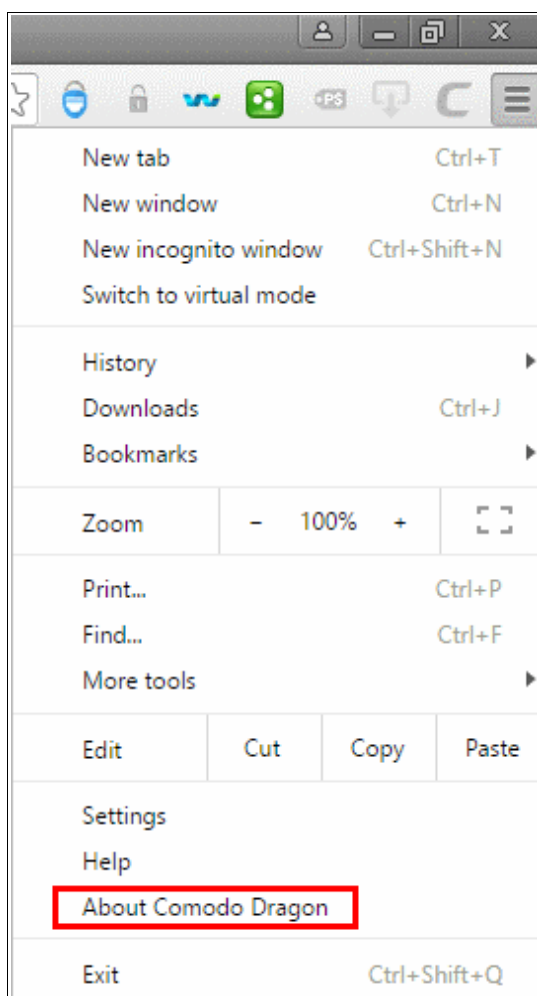 PS
New tab Ctrl+T
New window Ctrl+N
New incognito window Ctrl+Shift+N
Switch to virtual mode
History
Downloads Ctrl+J
Bookmarks
Zoom - 100% +
Print... Ctrl+P
Find... Ctrl+F
More tools
Edit Cut Copy Paste
Settings
Help
About Comodo Dragon
Exit Ctrl+Shift+Q